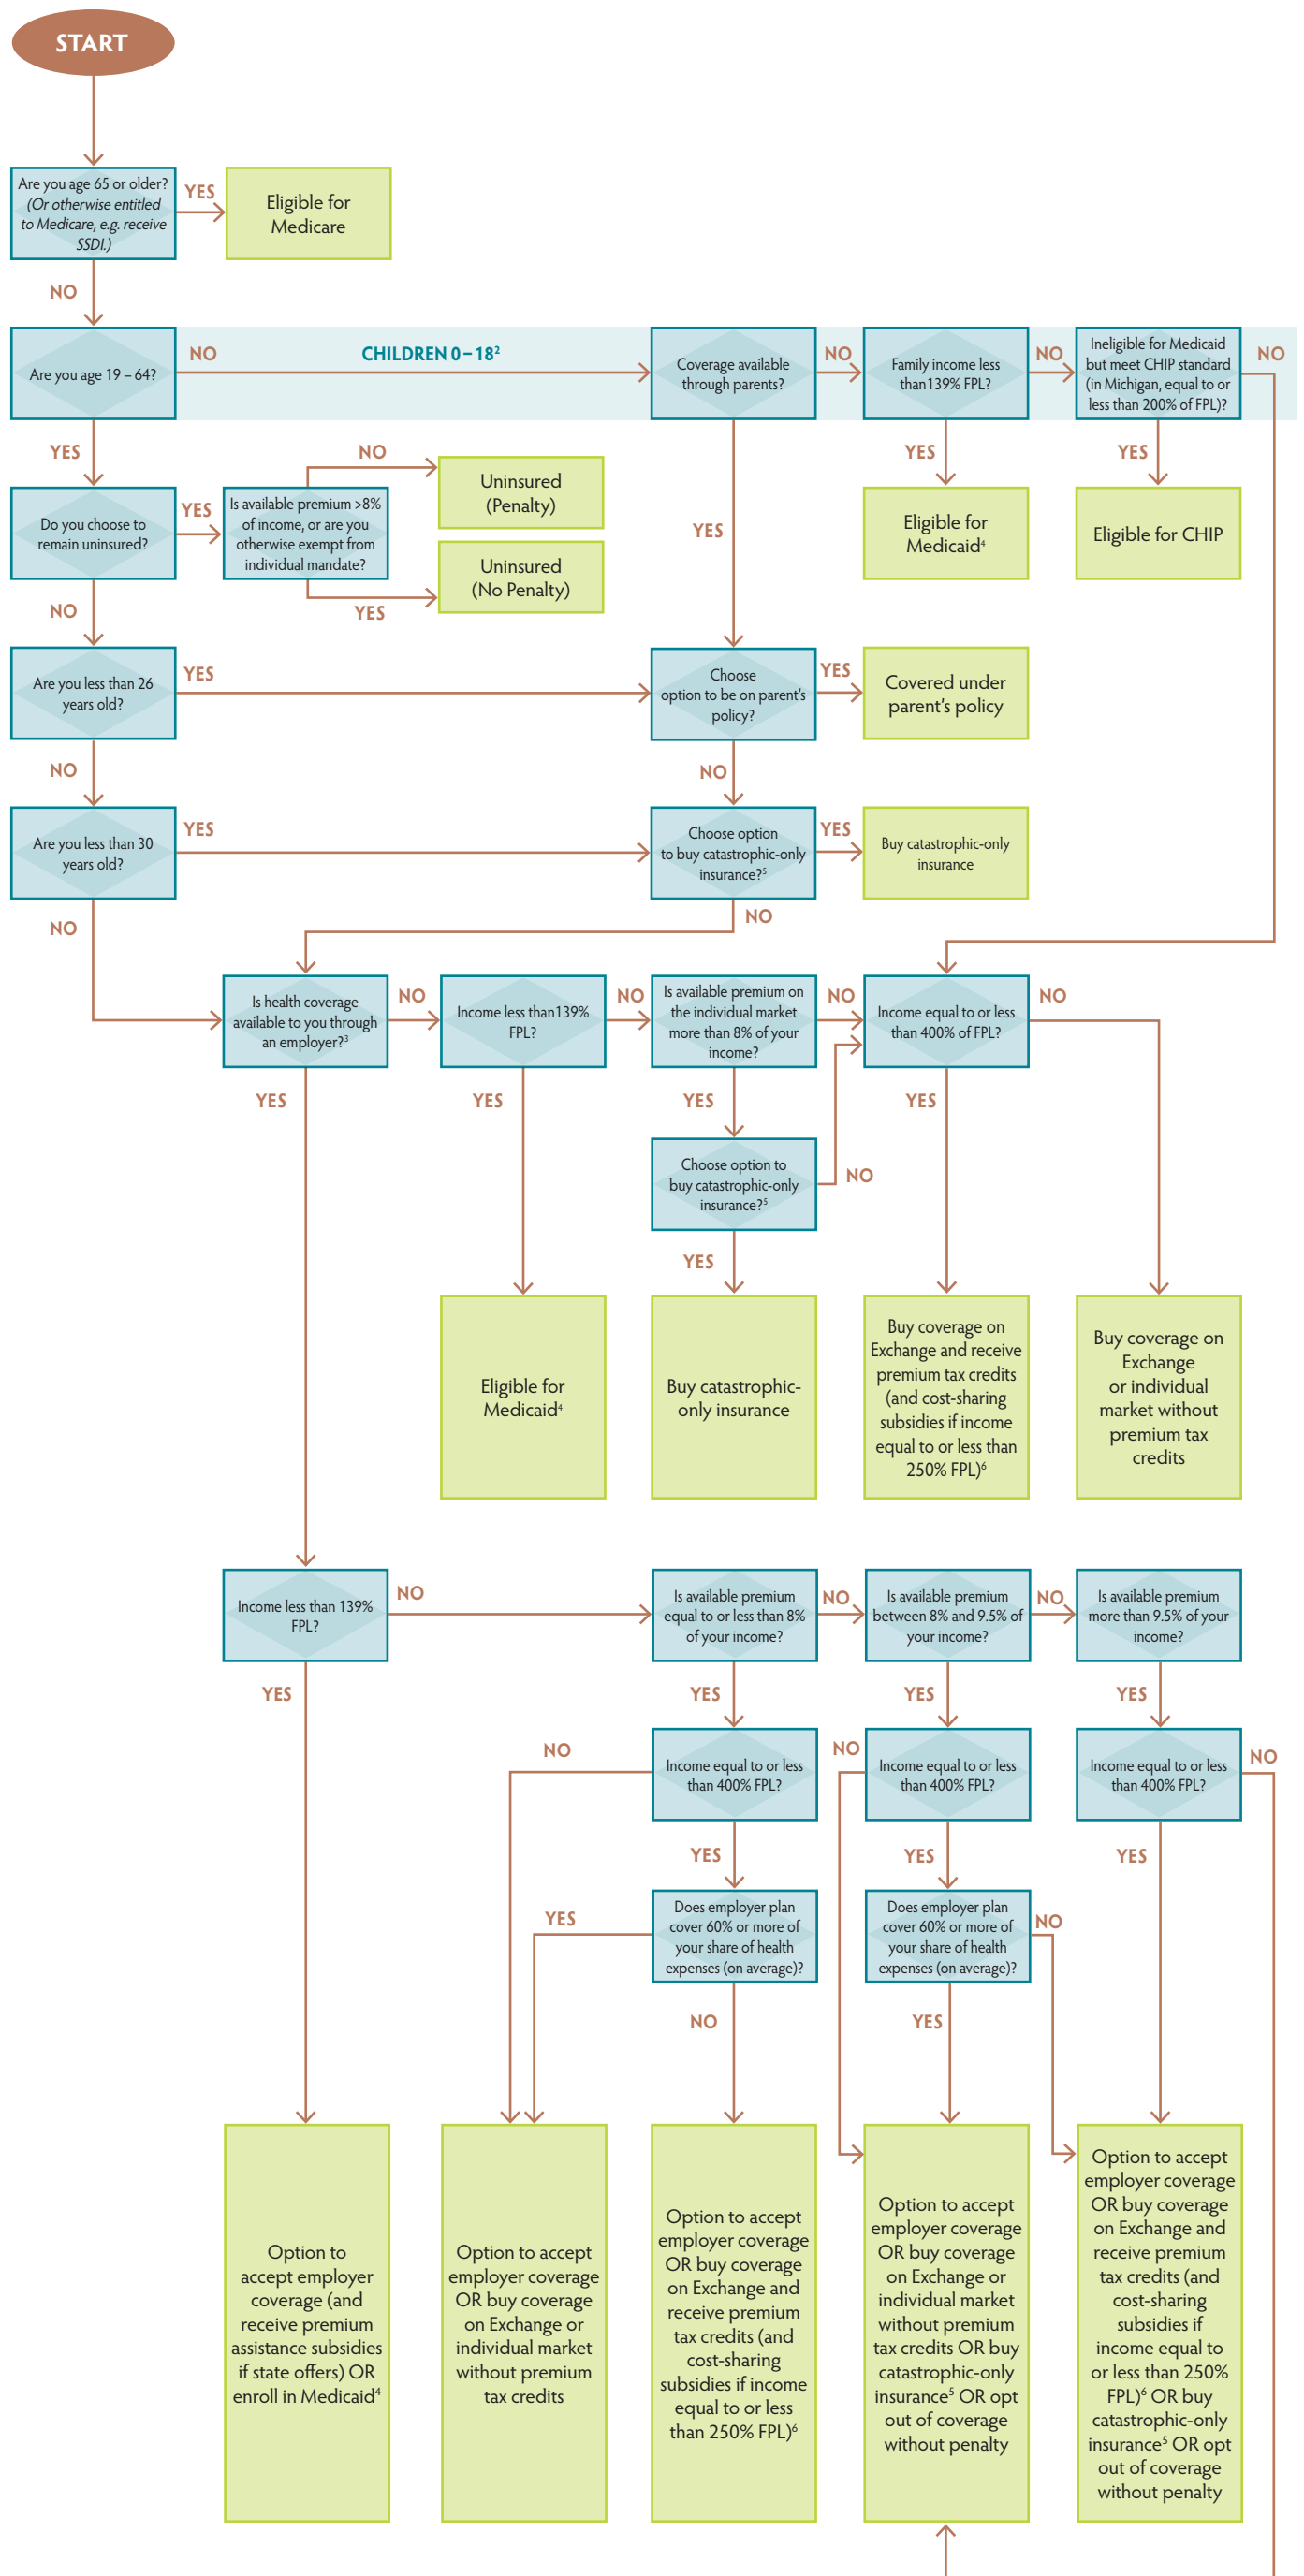 START
Are you age 65 or older?
(Or otherwise entitled
to Medicare, e.g. receive
SSDI.)
YES
Eligible for
Medicare
NO
Are you age 19 – 64?
NO
CHILDREN 0 – 18²
Coverage available
through parents?
NO
Family income less
than139% FPL?
NO
Ineligible for Medicaid
but meet CHIP standard
(in Michigan, equal to or
less than 200% of FPL)?
NO
YES
Do you choose to
remain uninsured?
YES
Is available premium >8%
of income, or are you
otherwise exempt from
individual mandate?
NO
Uninsured
(Penalty)
YES
Uninsured
(No Penalty)
YES
YES
Eligible for
Medicaid⁴
YES
Eligible for CHIP
NO
Are you less than 26
years old?
YES
Choose
option to be on parent's
policy?
YES
Covered under
parent's policy
NO
NO
Are you less than 30
years old?
YES
Choose option
to buy catastrophic-only
insurance?⁵
YES
Buy catastrophic-only
insurance
NO
NO
Is health coverage
available to you through
an employer?³
NO
Income less than139%
FPL?
NO
Is available premium on
the individual market
more than 8% of your
income?
NO
Income equal to or less
than 400% of FPL?
NO
YES
YES
YES
YES
Choose option to
buy catastrophic-only
insurance?⁵
NO
YES
Eligible for
Medicaid⁴
Buy catastrophic-
only insurance
Buy coverage on
Exchange and receive
premium tax credits
(and cost-sharing
subsidies if income
equal to or less than
250% FPL)⁶
Buy coverage on
Exchange
or individual
market without
premium tax
credits
Income less than 139%
FPL?
NO
Is available premium
equal to or less than 8%
of your income?
NO
Is available premium
between 8% and 9.5% of
your income?
NO
Is available premium
more than 9.5% of your
income?
YES
YES
YES
YES
NO
Income equal to or less
than 400% FPL?
NO
Income equal to or less
than 400% FPL?
Income equal to or less
than 400% FPL?
NO
YES
YES
YES
YES
Does employer plan
cover 60% or more of
your share of health
expenses (on average)?
Does employer plan
cover 60% or more of
your share of health
expenses (on average)?
NO
NO
YES
Option to
accept employer
coverage (and
receive premium
assistance subsidies
if state offers) OR
enroll in Medicaid⁴
Option to accept
employer coverage
OR buy coverage
on Exchange or
individual market
without premium
tax credits
Option to accept
employer coverage
OR buy coverage
on Exchange and
receive premium
tax credits (and
cost-sharing
subsidies if income
equal to or less
than 250% FPL)⁶
Option to accept
employer coverage
OR buy coverage
on Exchange or
individual market
without premium
tax credits OR buy
catastrophic-only
insurance⁵ OR opt
out of coverage
without penalty
Option to accept
employer coverage
OR buy coverage
on Exchange and
receive premium
tax credits (and
cost-sharing
subsidies if
income equal to
or less than 250%
FPL)⁶ OR buy
catastrophic-only
insurance⁵ OR opt
out of coverage
without penalty